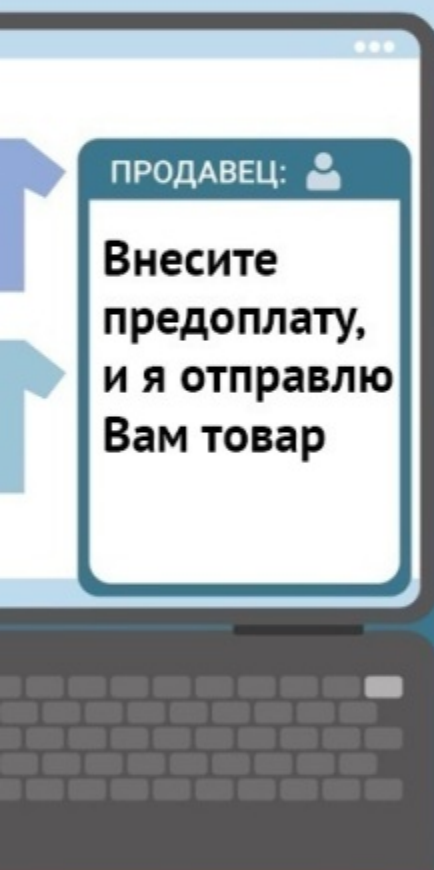 ПРОДАВЕЦ:
Внесите
предоплату,
и я отправлю
Вам товар